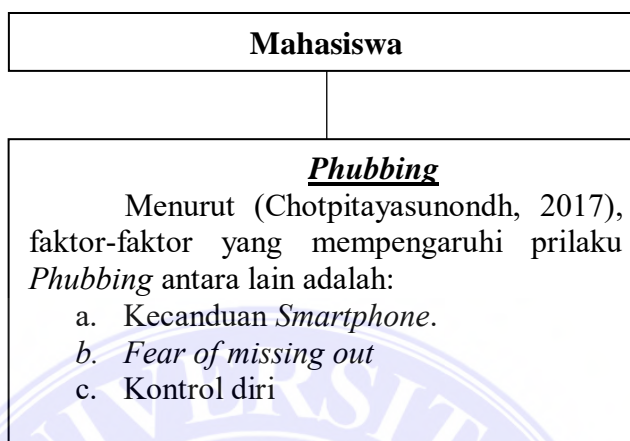 Mahasiswa
Phubbing
Menurut (Chotpitayasunondh, 2017),
faktor-faktor yang mempengaruhi prilaku
Phubbing antara lain adalah:
a. Kecanduan Smartphone.
b. Fear of missing out
c. Kontrol diri